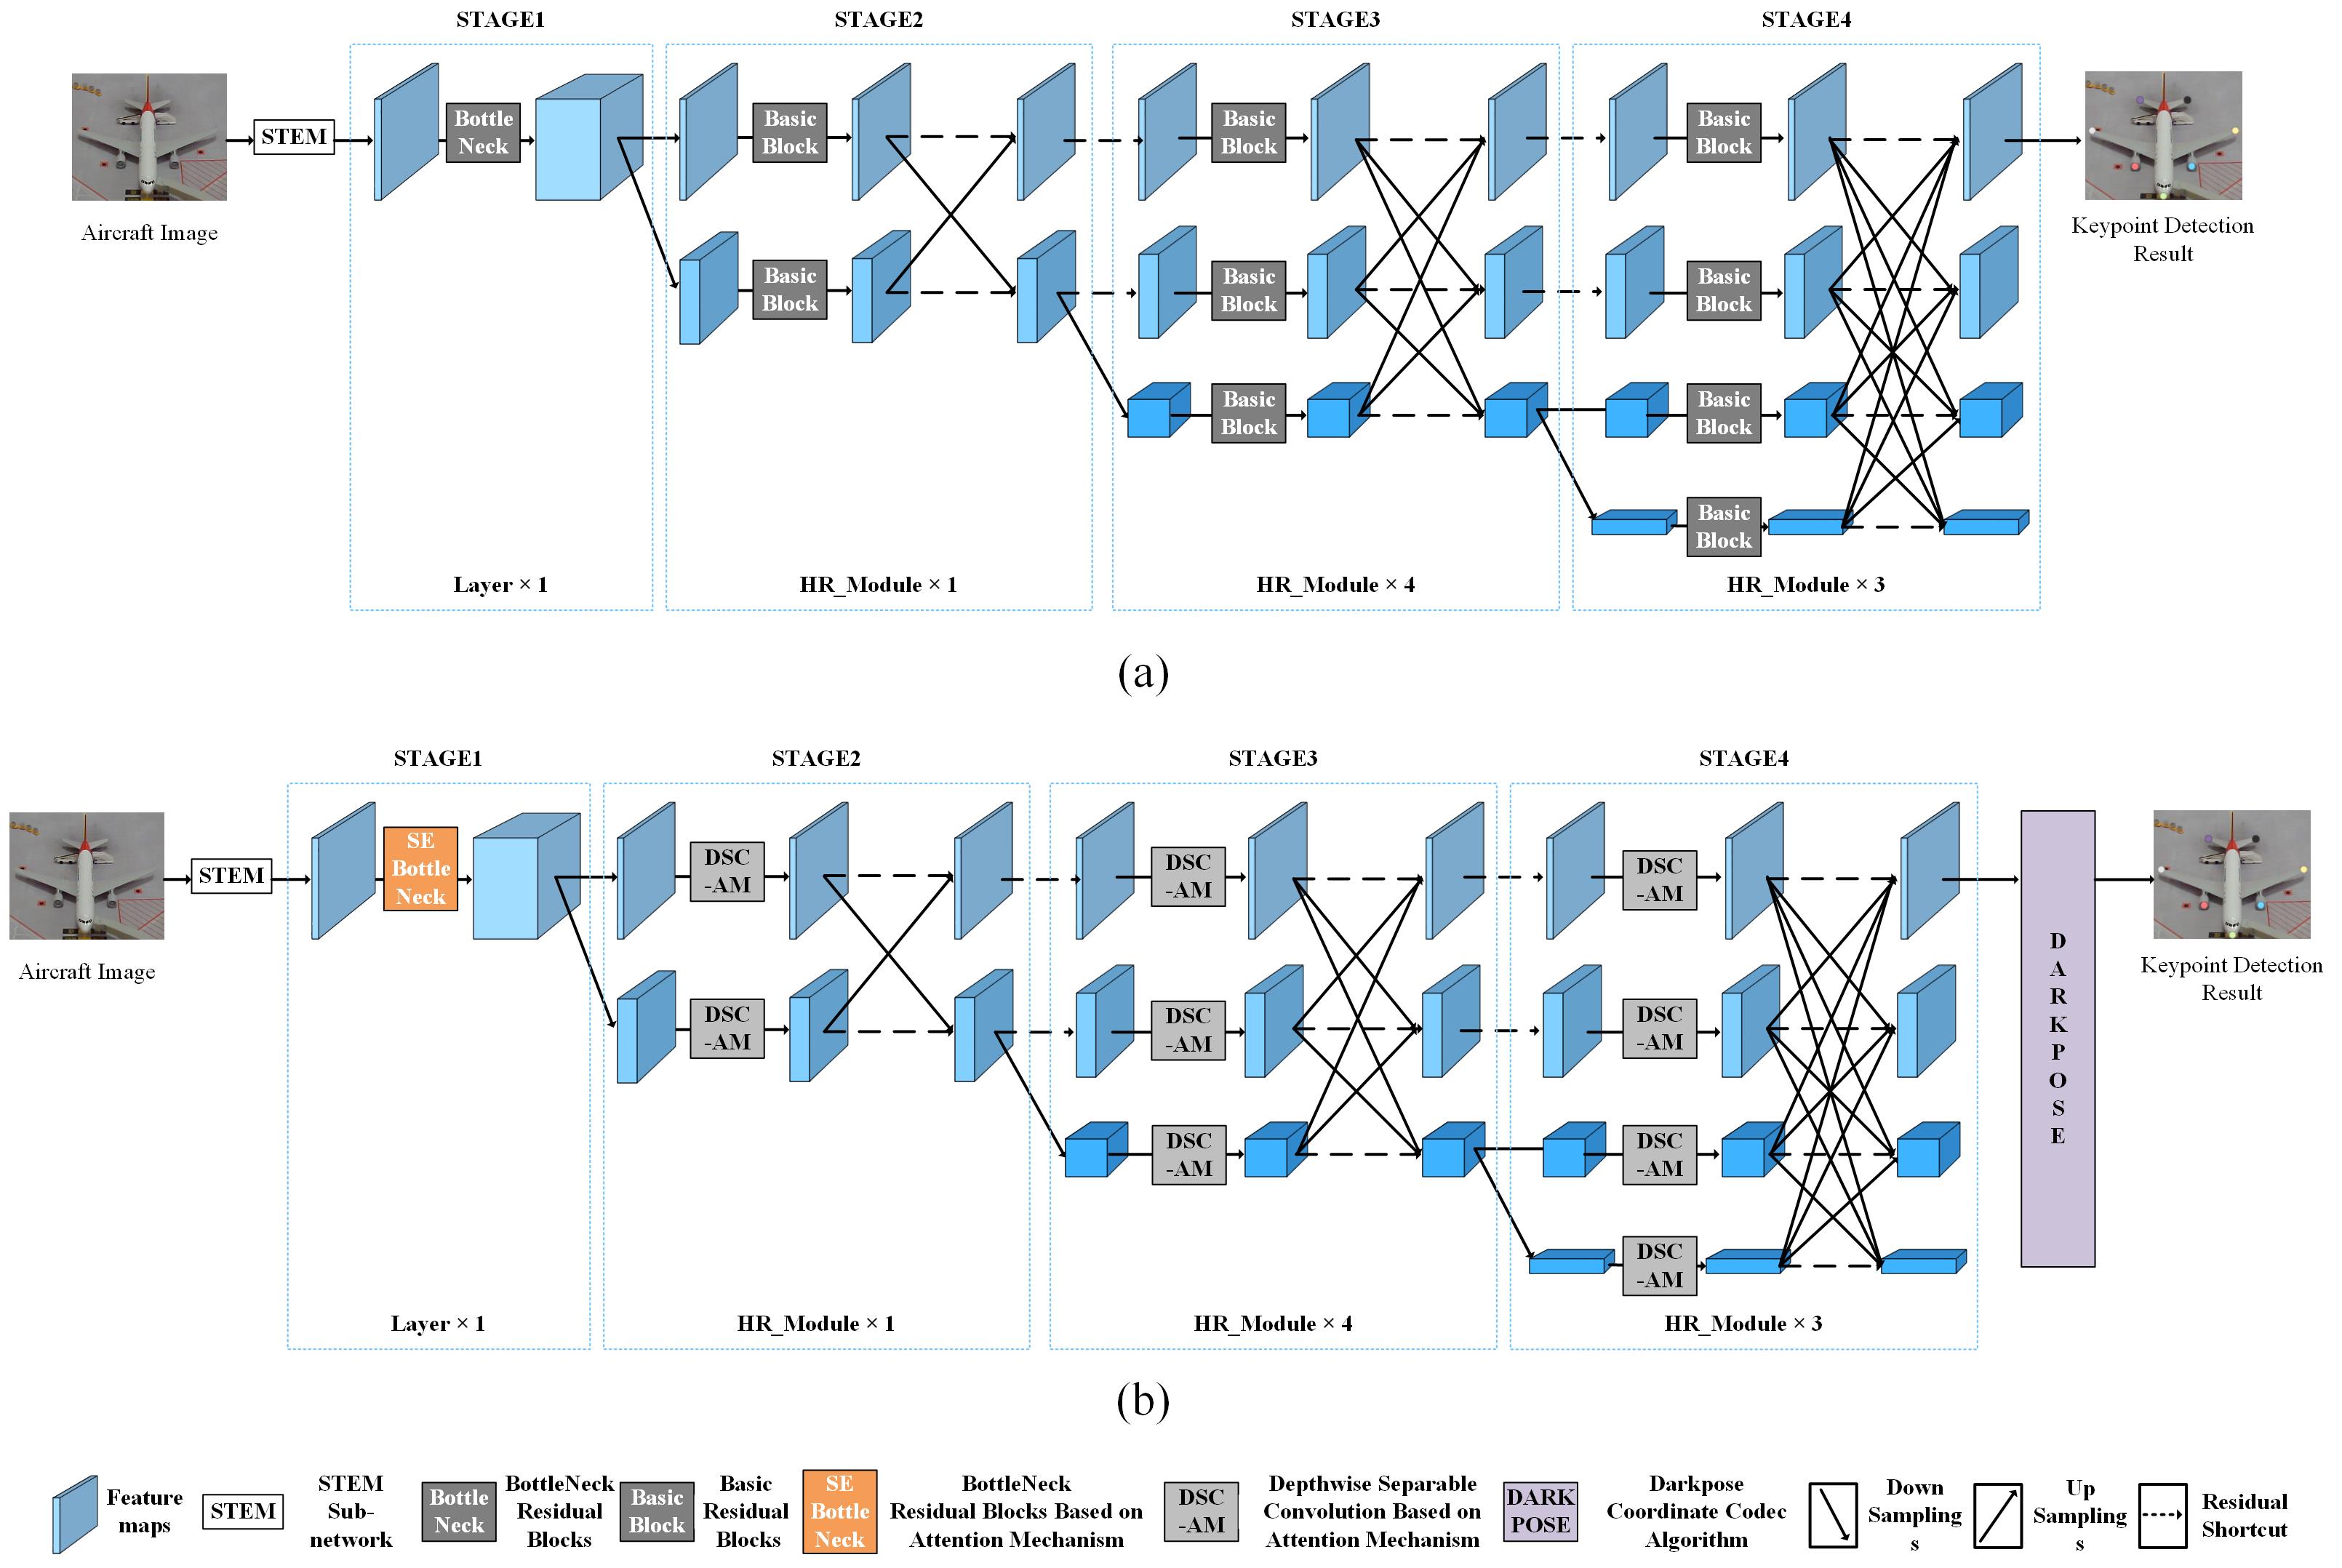 STAGE1
STAGE2
STAGE3
STAGE4
Aircraft Image
STEM
Bottle
Neck
Basic
Block
Basic
Block
Basic
Block
Basic
Block
Basic
Block
Basic
Block
Basic
Block
Basic
Block
Basic
Block
Keypoint Detection
Result
Layer × 1
HR_Module × 1
HR_Module × 4
HR_Module × 3
(a)
STAGE1
STAGE2
STAGE3
STAGE4
Aircraft Image
STEM
SE
Bottle
Neck
DSC
-AM
DSC
-AM
DSC
-AM
DSC
-AM
DSC
-AM
DSC
-AM
DSC
-AM
DSC
-AM
DSC
-AM
DARKPOSE
Keypoint Detection
Result
Layer × 1
HR_Module × 1
HR_Module × 4
HR_Module × 3
(b)
Feature
maps
STEM
STEM
Sub-
network
Bottle
Neck
BottleNeck
Residual
Blocks
Basic
Block
Basic
Residual
Blocks
SE
Bottle
Neck
BottleNeck
Residual Blocks Based on
Attention Mechanism
DSC
-AM
Depthwise Separable
Convolution Based on
Attention Mechanism
DARK
POSE
Darkpose
Coordinate Codec
Algorithm
Down
Sampling
s
Up
Sampling
s
Residual
Shortcut